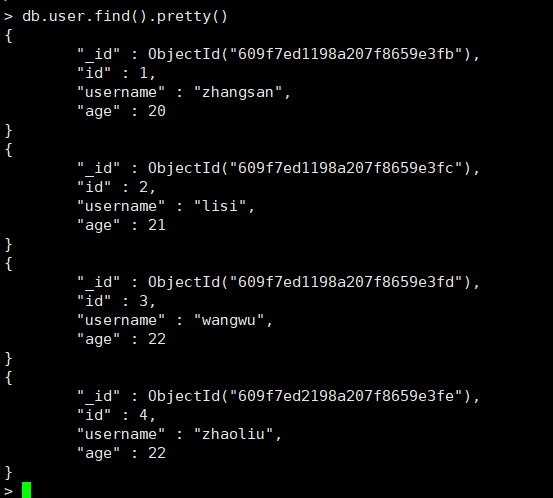 > db.user.find().pretty()
{
        "_id" : ObjectId("609f7ed1198a207f8659e3fb"),
        "id" : 1,
        "username" : "zhangsan",
        "age" : 20
}
{
        "_id" : ObjectId("609f7ed1198a207f8659e3fc"),
        "id" : 2,
        "username" : "lisi",
        "age" : 21
}
{
        "_id" : ObjectId("609f7ed1198a207f8659e3fd"),
        "id" : 3,
        "username" : "wangwu",
        "age" : 22
}
{
        "_id" : ObjectId("609f7ed2198a207f8659e3fe"),
        "id" : 4,
        "username" : "zhaoliu",
        "age" : 22
}
>